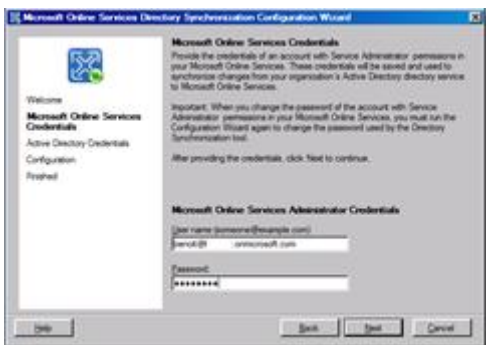 Microsoft Online Services Directory Synchronization Configuration Wizard
Welcome
Microsoft Online Services
Credentials
Active Directory Credentials
Configuration
Finished
Microsoft Online Services Credentials
Provide the credentials of an account with Service Administrator permissions in
your Microsoft Online Services. These credentials will be saved and used to
synchronize changes from your organization's Active Directory directory service
to Microsoft Online Services.
Important: When you change the password of the account with Service
Administrator permissions in your Microsoft Online Services, you must run the
Configuration Wizard again to change the password used by the Directory
Synchronization tool.
After providing the credentials, click Next to continue.
Microsoft Online Services Administrator Credentials
User name (someone@example.com)
.onmicrosoft.com
Password:
Help
Back
Next
Cancel